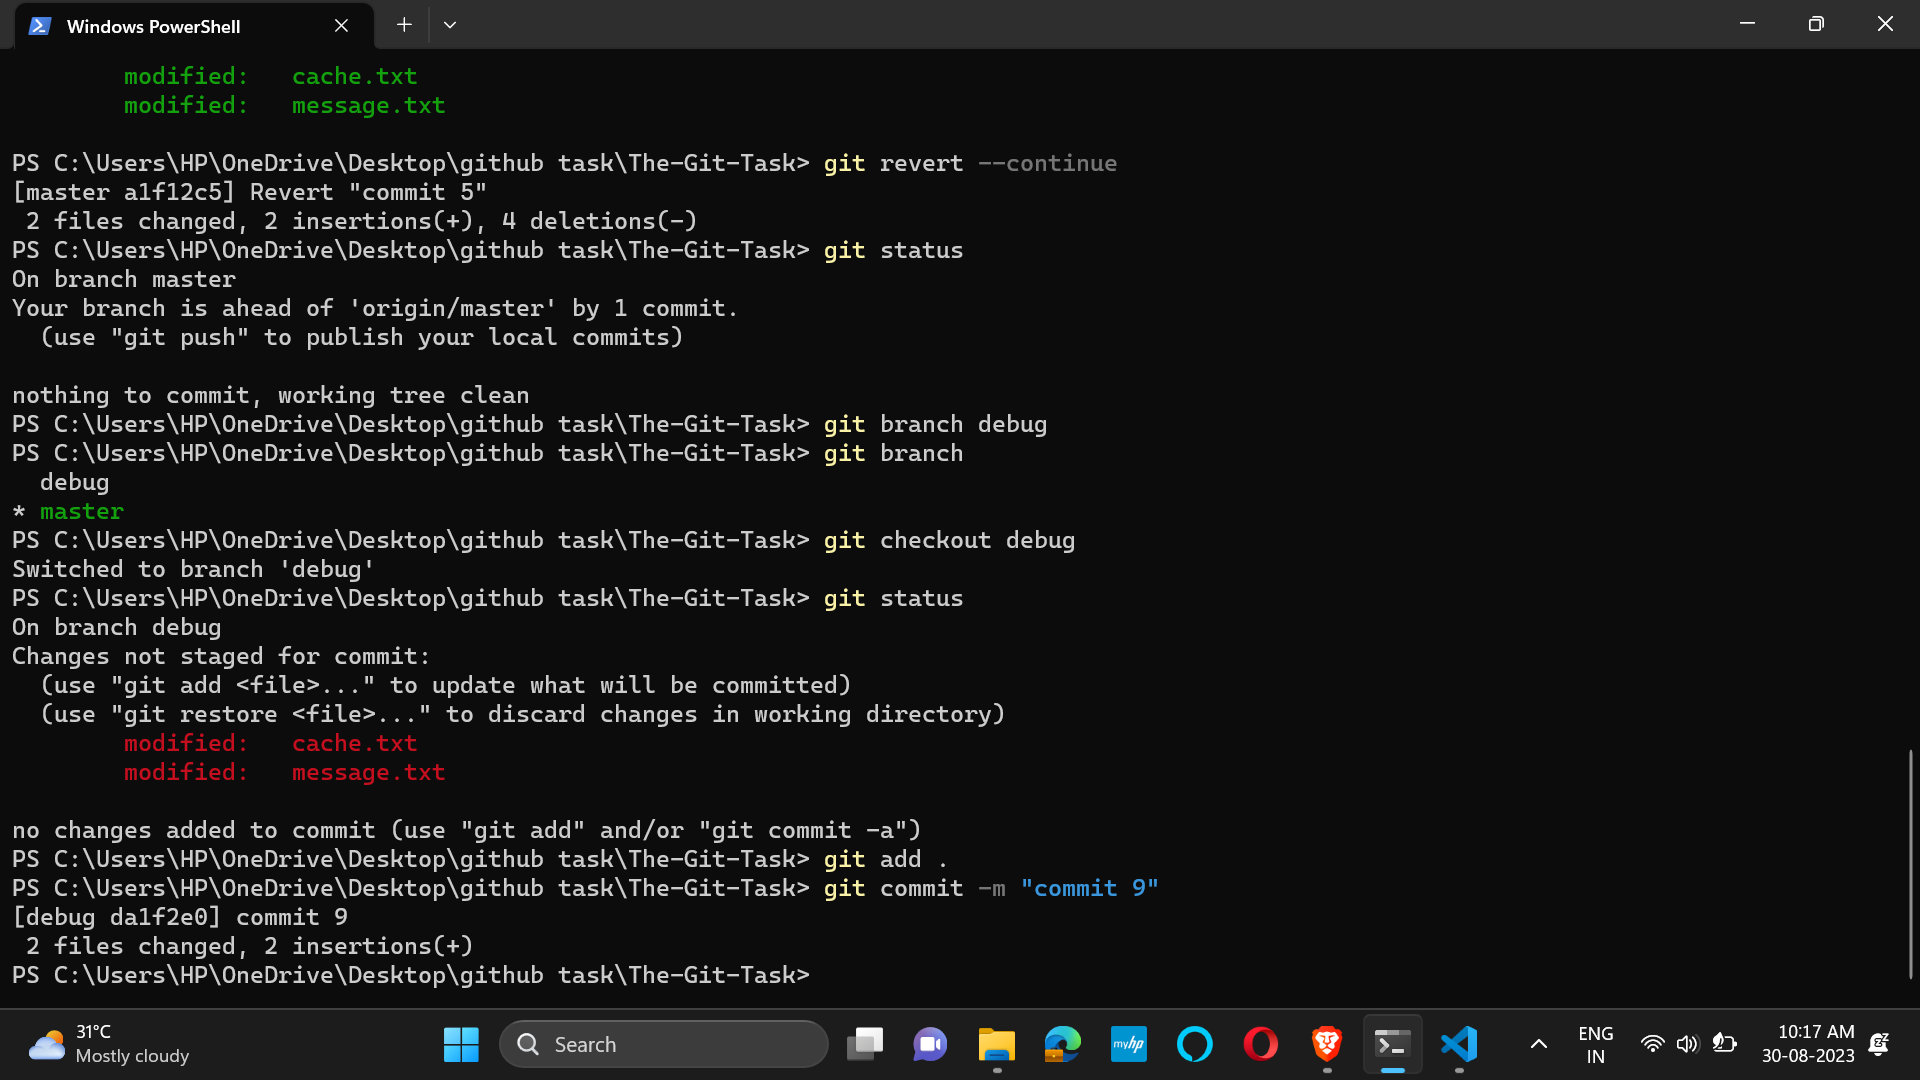 Windows PowerShell
modified:   cache.txt
modified:   message.txt
PS C:\Users\HP\OneDrive\Desktop\github task\The-Git-Task> git revert --continue
[master a1f12c5] Revert "commit 5"
 2 files changed, 2 insertions(+), 4 deletions(-)
PS C:\Users\HP\OneDrive\Desktop\github task\The-Git-Task> git status
On branch master
Your branch is ahead of 'origin/master' by 1 commit.
  (use "git push" to publish your local commits)
nothing to commit, working tree clean
PS C:\Users\HP\OneDrive\Desktop\github task\The-Git-Task> git branch debug
PS C:\Users\HP\OneDrive\Desktop\github task\The-Git-Task> git branch
  debug
* master
PS C:\Users\HP\OneDrive\Desktop\github task\The-Git-Task> git checkout debug
Switched to branch 'debug'
PS C:\Users\HP\OneDrive\Desktop\github task\The-Git-Task> git status
On branch debug
Changes not staged for commit:
  (use "git add <file>..." to update what will be committed)
  (use "git restore <file>..." to discard changes in working directory)
modified:   cache.txt
modified:   message.txt
no changes added to commit (use "git add" and/or "git commit -a")
PS C:\Users\HP\OneDrive\Desktop\github task\The-Git-Task> git add .
PS C:\Users\HP\OneDrive\Desktop\github task\The-Git-Task> git commit -m "commit 9"
[debug da1f2e0] commit 9
 2 files changed, 2 insertions(+)
PS C:\Users\HP\OneDrive\Desktop\github task\The-Git-Task>
31°C
Mostly cloudy
Search
myhp
ENG
IN
10:17 AM
30-08-2023